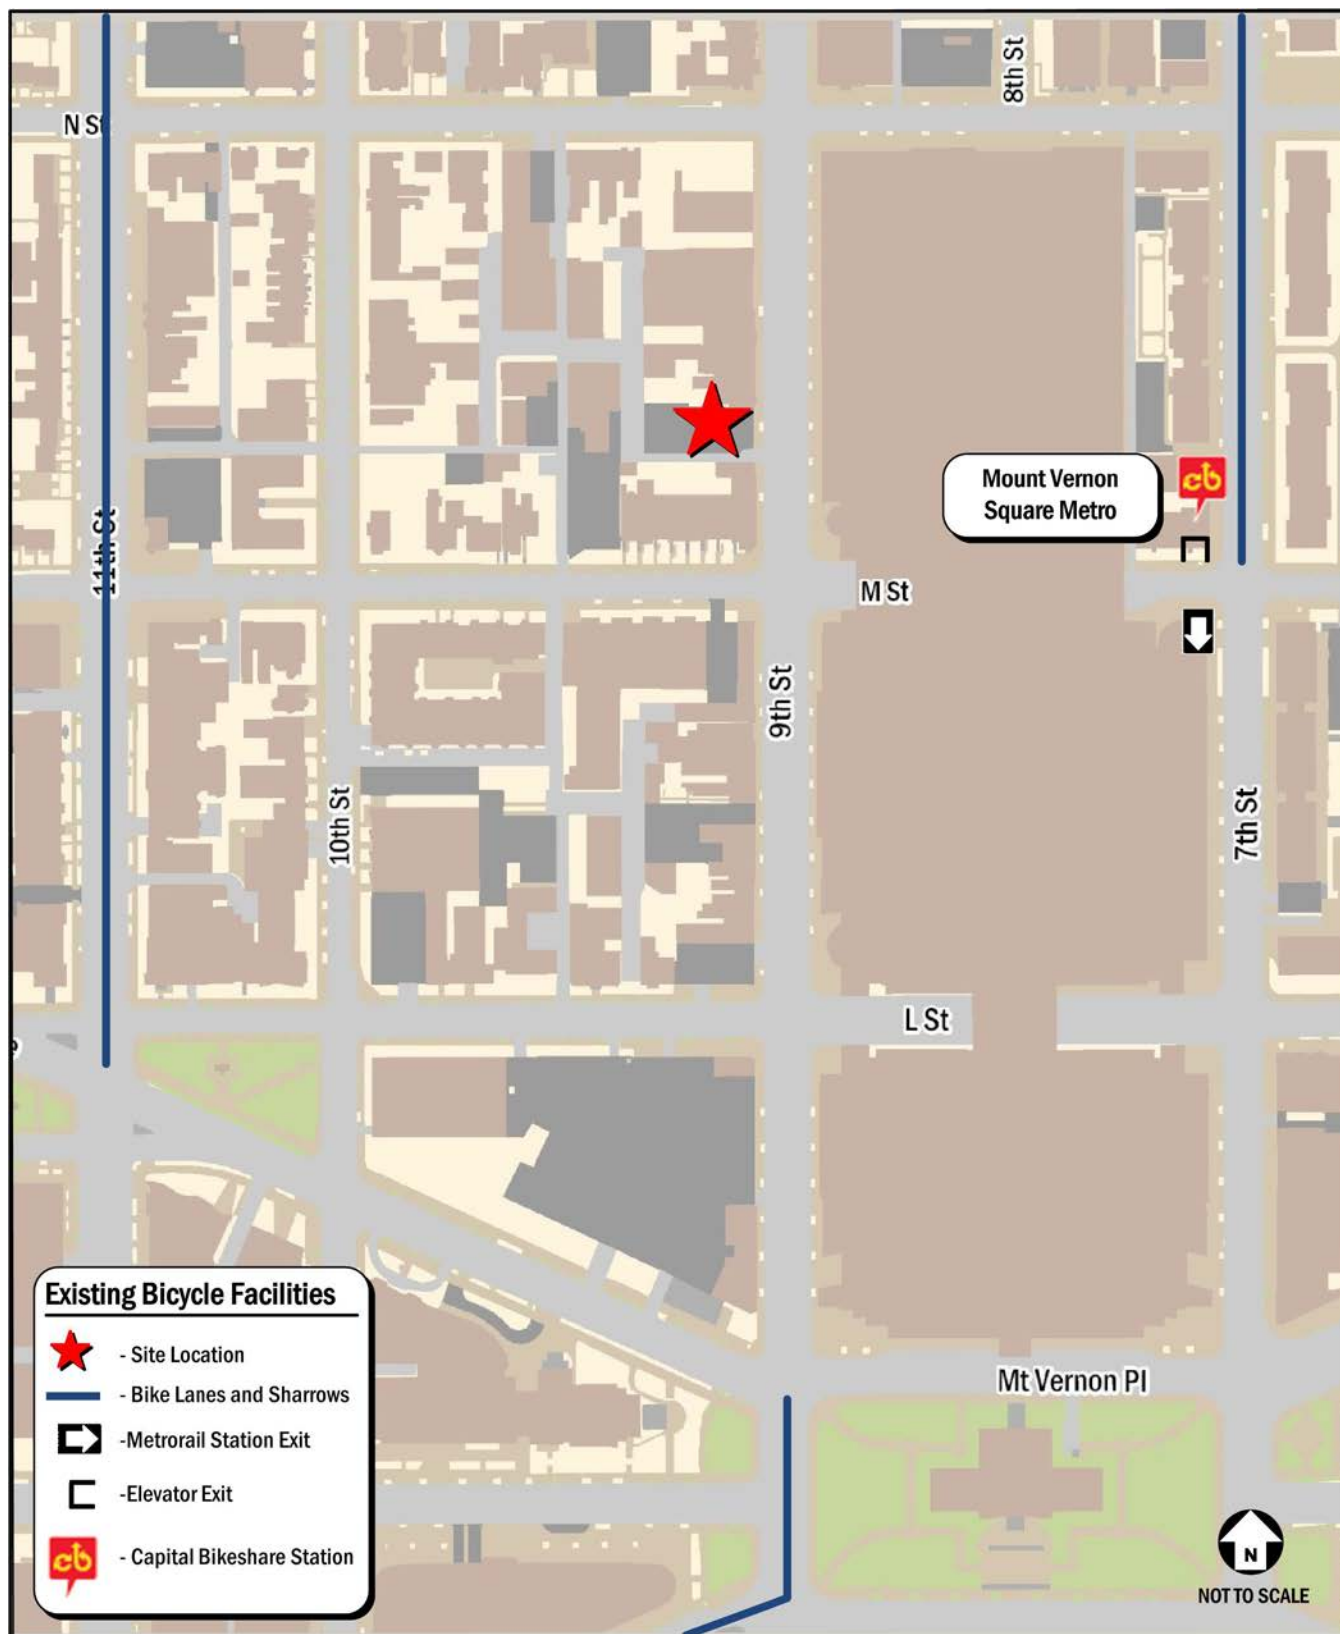 8th St
N St
Mount Vernon
Square Metro
cb
11th St
M St
9th St
10th St
7th St
L St
e
Existing Bicycle Facilities
- Site Location
- Bike Lanes and Sharrows
-Metrorail Station Exit
-Elevator Exit
cb
- Capital Bikeshare Station
Mt Vernon Pl
N
NOT TO SCALE